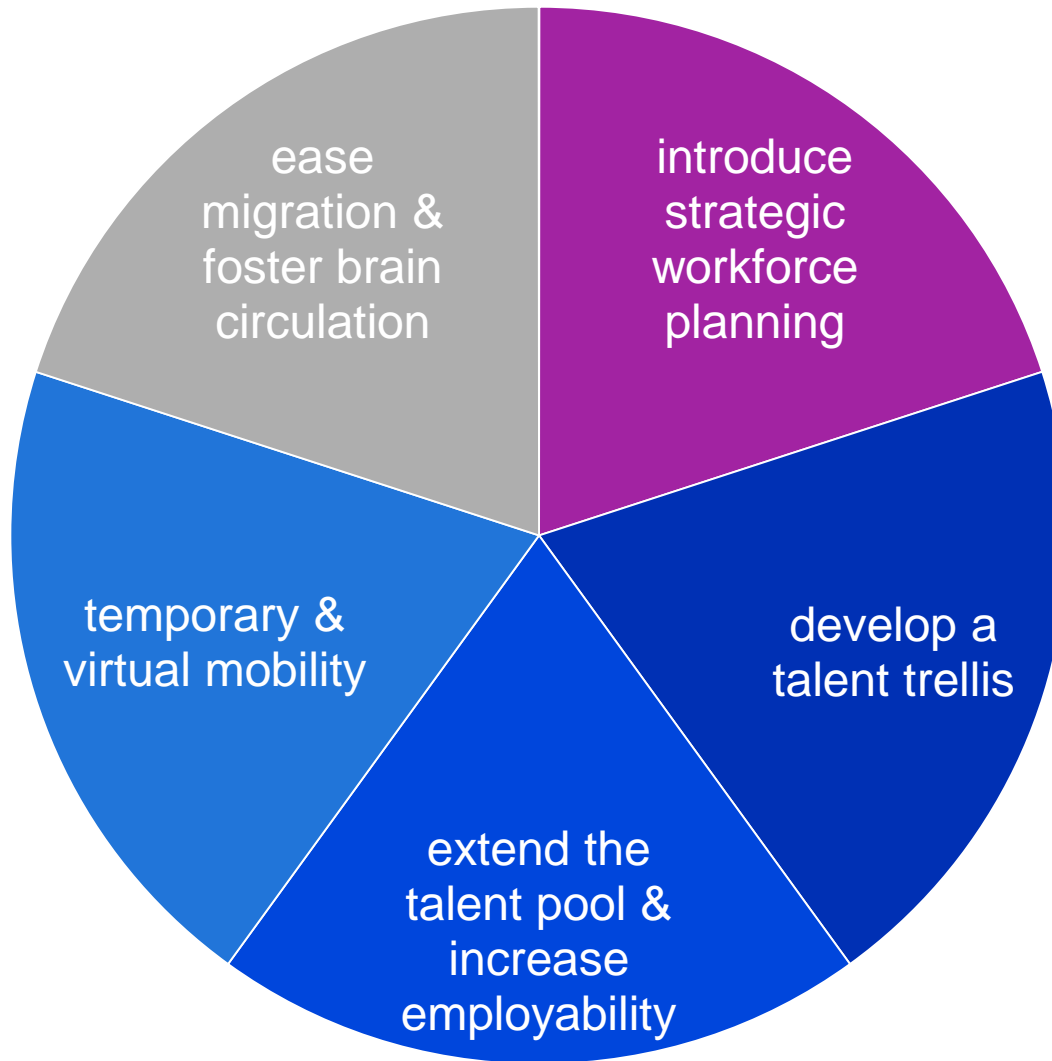 ease
migration &
foster brain
circulation
introduce
strategic
workforce
planning
temporary &
virtual mobility
develop a
talent trellis
extend the
talent pool &
increase
employability